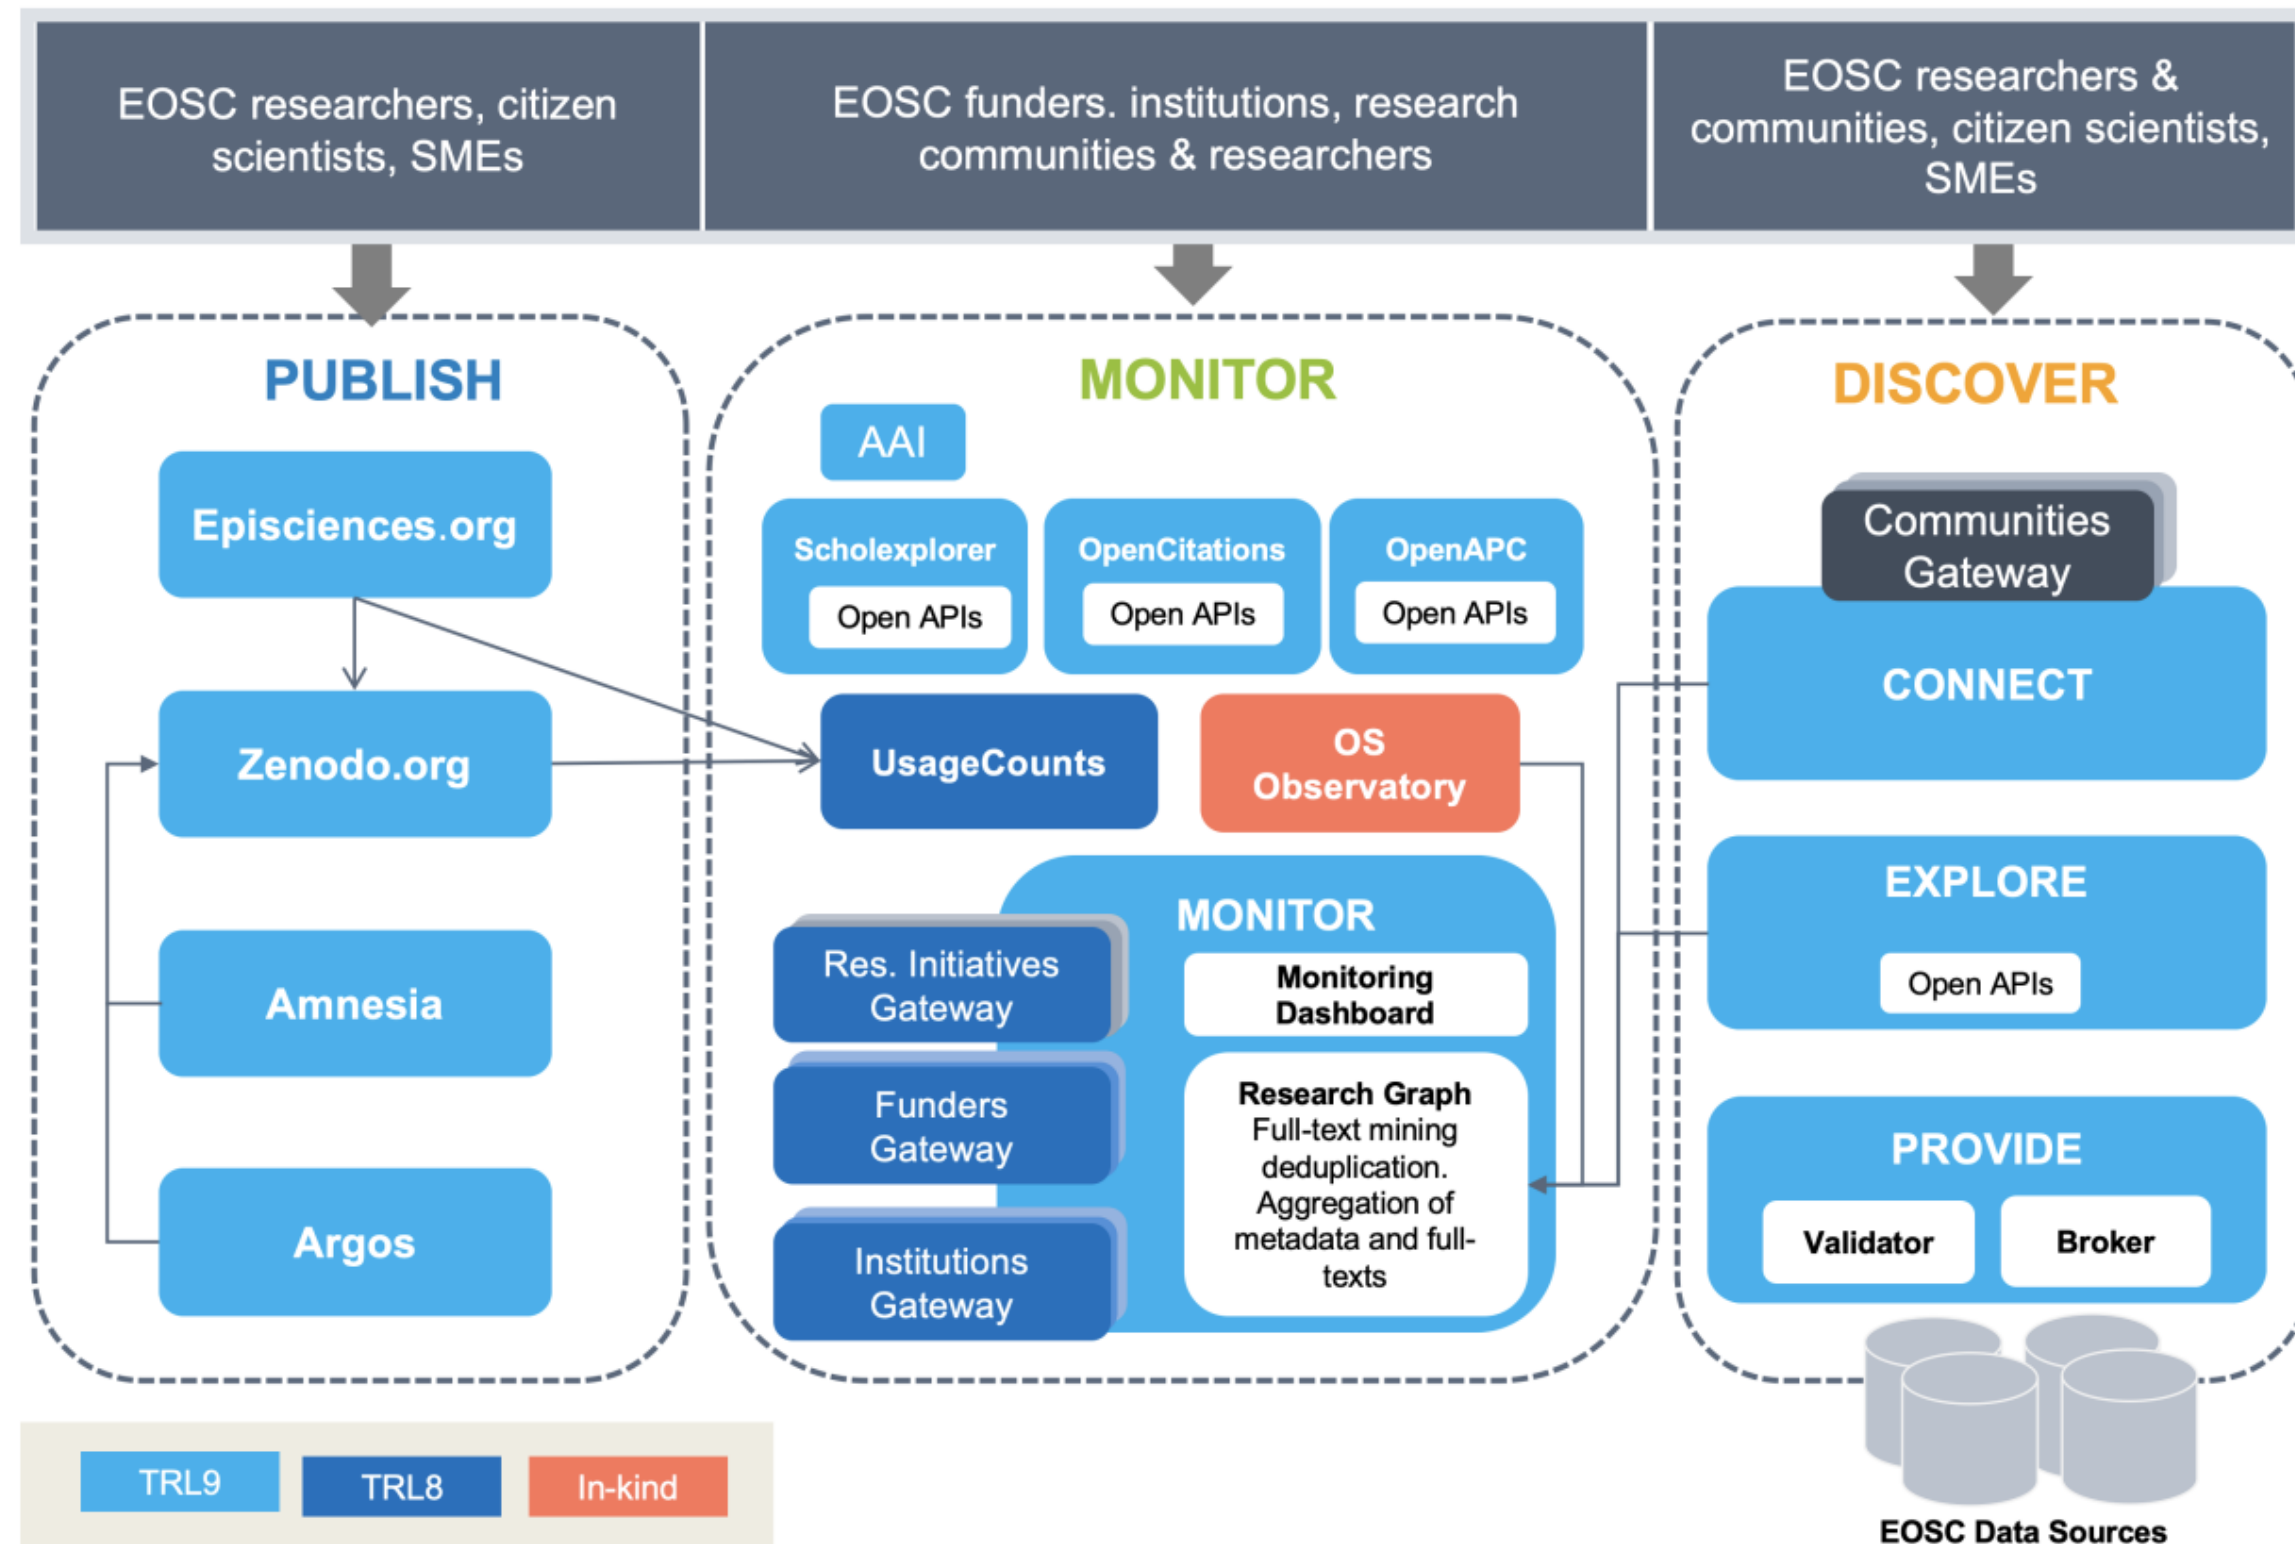 EOSC researchers, citizen
scientists, SMEs
EOSC funders. institutions, research
communities & researchers
EOSC researchers &
communities, citizen scientists,
SMEs
PUBLISH
Episciences.org
Zenodo.org
Amnesia
Argos
MONITOR
AAI
Scholexplorer
Open APIs
OpenCitations
Open APIs
OpenAPC
Open APIs
UsageCounts
OS
Observatory
MONITOR
Res. Initiatives
Gateway
Funders
Gateway
Institutions
Gateway
Monitoring
Dashboard
Research Graph
Full-text mining
deduplication.
Aggregation of
metadata and full-
texts
DISCOVER
Communities
Gateway
CONNECT
EXPLORE
Open APIs
PROVIDE
Validator
Broker
EOSC Data Sources
TRL9
TRL8
In-kind